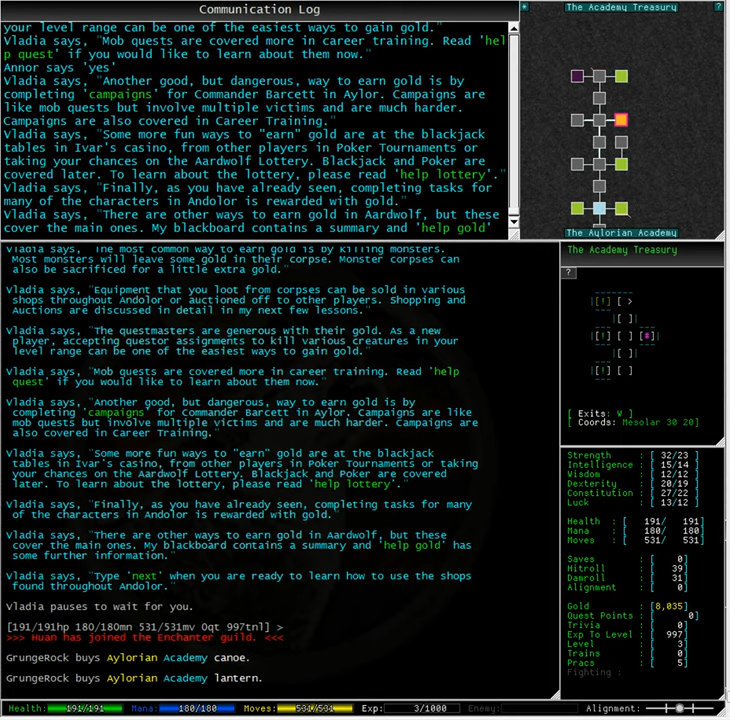 Communication Log
your level range can be one of the easiest ways to gain gold."
Vladia says, "Mob quests are covered more in career training. Read 'hel
p quest' if you would like to learn about them now."
Annor says 'yes'
Vladia says, "Another good, but dangerous, way to earn gold is by
completing 'campaigns' for Commander Barcett in Aylor. Campaigns are
like mob quests but involve multiple victims and are much harder.
Campaigns are also covered in Career Training."
Vladia says, "Some more fun ways to "earn" gold are at the blackjack
tables in Ivar's casino, from other players in Poker Tournaments or
taking your chances on the Aardwolf Lottery. Blackjack and Poker are
covered later. To learn about the lottery, please read 'help lottery'."
Vladia says, "Finally, as you have already seen, completing tasks for
many of the characters in Andolor is rewarded with gold."
Vladia says, "There are other ways to earn gold in Aardwolf, but these
cover the main ones. My blackboard contains a summary and 'help gold'
* The Academy Treasury ?
The Aylorian Academy
Vladia says, "The most common way to earn gold is by killing monsters.
Most monsters will leave some gold in their corpse. Monster corpses can
also be sacrificed for a little extra gold."
Vladia says, "Equipment that you loot from corpses can be sold in various
shops throughout Andolor or auctioned off to other players. Shopping and
Auctions are discussed in detail in my next few lessons.
Vladia says, "The questmasters are generous with their gold. As a new
player, accepting questor assignments to kill various creatures in your
level range can be one of the easiest ways to gain gold."
Vladia says, "Mob quests are covered more in career training. Read 'help
quest' if you would like to learn about them now."
Vladia says, "Another good, but dangerous, way to earn gold is by
completing 'campaigns' for Commander Barcett in Aylor. Campaigns are like
mob quests but involve multiple victims and are much harder. Campaigns are
also covered in Career Training."
Vladia says, "Some more fun ways to "earn" gold are at the blackjack
tables in Ivar's casino, from other players in Poker Tournaments or taking
your chances on the Aardwolf Lottery. Blackjack and Poker are covered
later. To learn about the lottery, please read 'help lottery'."
Vladia says, "Finally, as you have already seen, completing tasks for many
of the characters in Andolor is rewarded with gold."
Vladia says, "There are other ways to earn gold in Aardwolf, but these
cover the main ones. My blackboard contains a summary and 'help gold' has
some further information."
Vladia says, "Type 'next' when you are ready to learn how to use the shops
found throughout Andolor."
Vladia pauses to wait for you.
[191/191hp 180/180mn 531/531mv 0qt 997tnl] >
>>> Huan has joined the Enchanter guild. <<<
GrungeRock buys Aylorian Academy canoe.
GrungeRock buys Aylorian Academy lantern.
The Academy Treasury
?
|[!] [ >
|[ ]
|[!] [ ] [#]|
|[ ]
|[!] [ ]
[ Exits: W ]
[ Coords: Mesolar 30 20]
Strength : [ 32/23 ]
Intelligence : [ 15/14 ]
Wisdom : [ 12/12 ]
Dexterity : [ 20/19 ]
Constitution : [ 27/22 ]
Luck : [ 13/12 ]
Health : [ 191/ 191]
Mana : [ 180/ 180]
Moves : [ 531/ 531]
Saves : [ 0]
Hitroll : [ 39]
Damroll : [ 31]
Alignment : [ 0]
Gold : [8,035]
Quest Points : [ 0]
Trivia : [ 0]
Exp To Level : [ 997]
Level : [ 3]
Trains : [ 0]
Pracs : [ 5]
Fighting :
Health: 191/191 Mana: 180/180 Moves: 531/531 Exp: 3/1000 Enemy: Alignment: